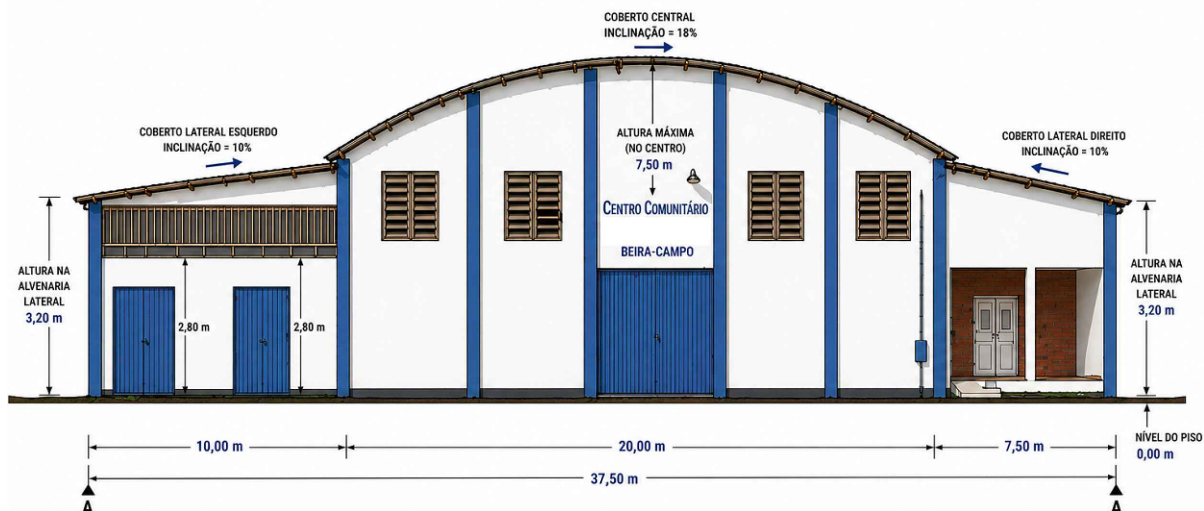 COBERTO CENTRAL
INCLINAÇÃO = 18%
COBERTO LATERAL ESQUERDO
INCLINAÇÃO = 10%
ALTURA MÁXIMA
(NO CENTRO)
7,50 m
COBERTO LATERAL DIREITO
INCLINAÇÃO = 10%
CENTRO COMUNITÁRIO
BEIRA-CAMPO
ALTURA NA
ALVENARIA
LATERAL
3,20 m
2,80 m
2,80 m
ALTURA NA
ALVENARIA
LATERAL
3,20 m
10,00 m
20,00 m
7,50 m
NÍVEL DO PISO
0,00 m
37,50 m
A
A